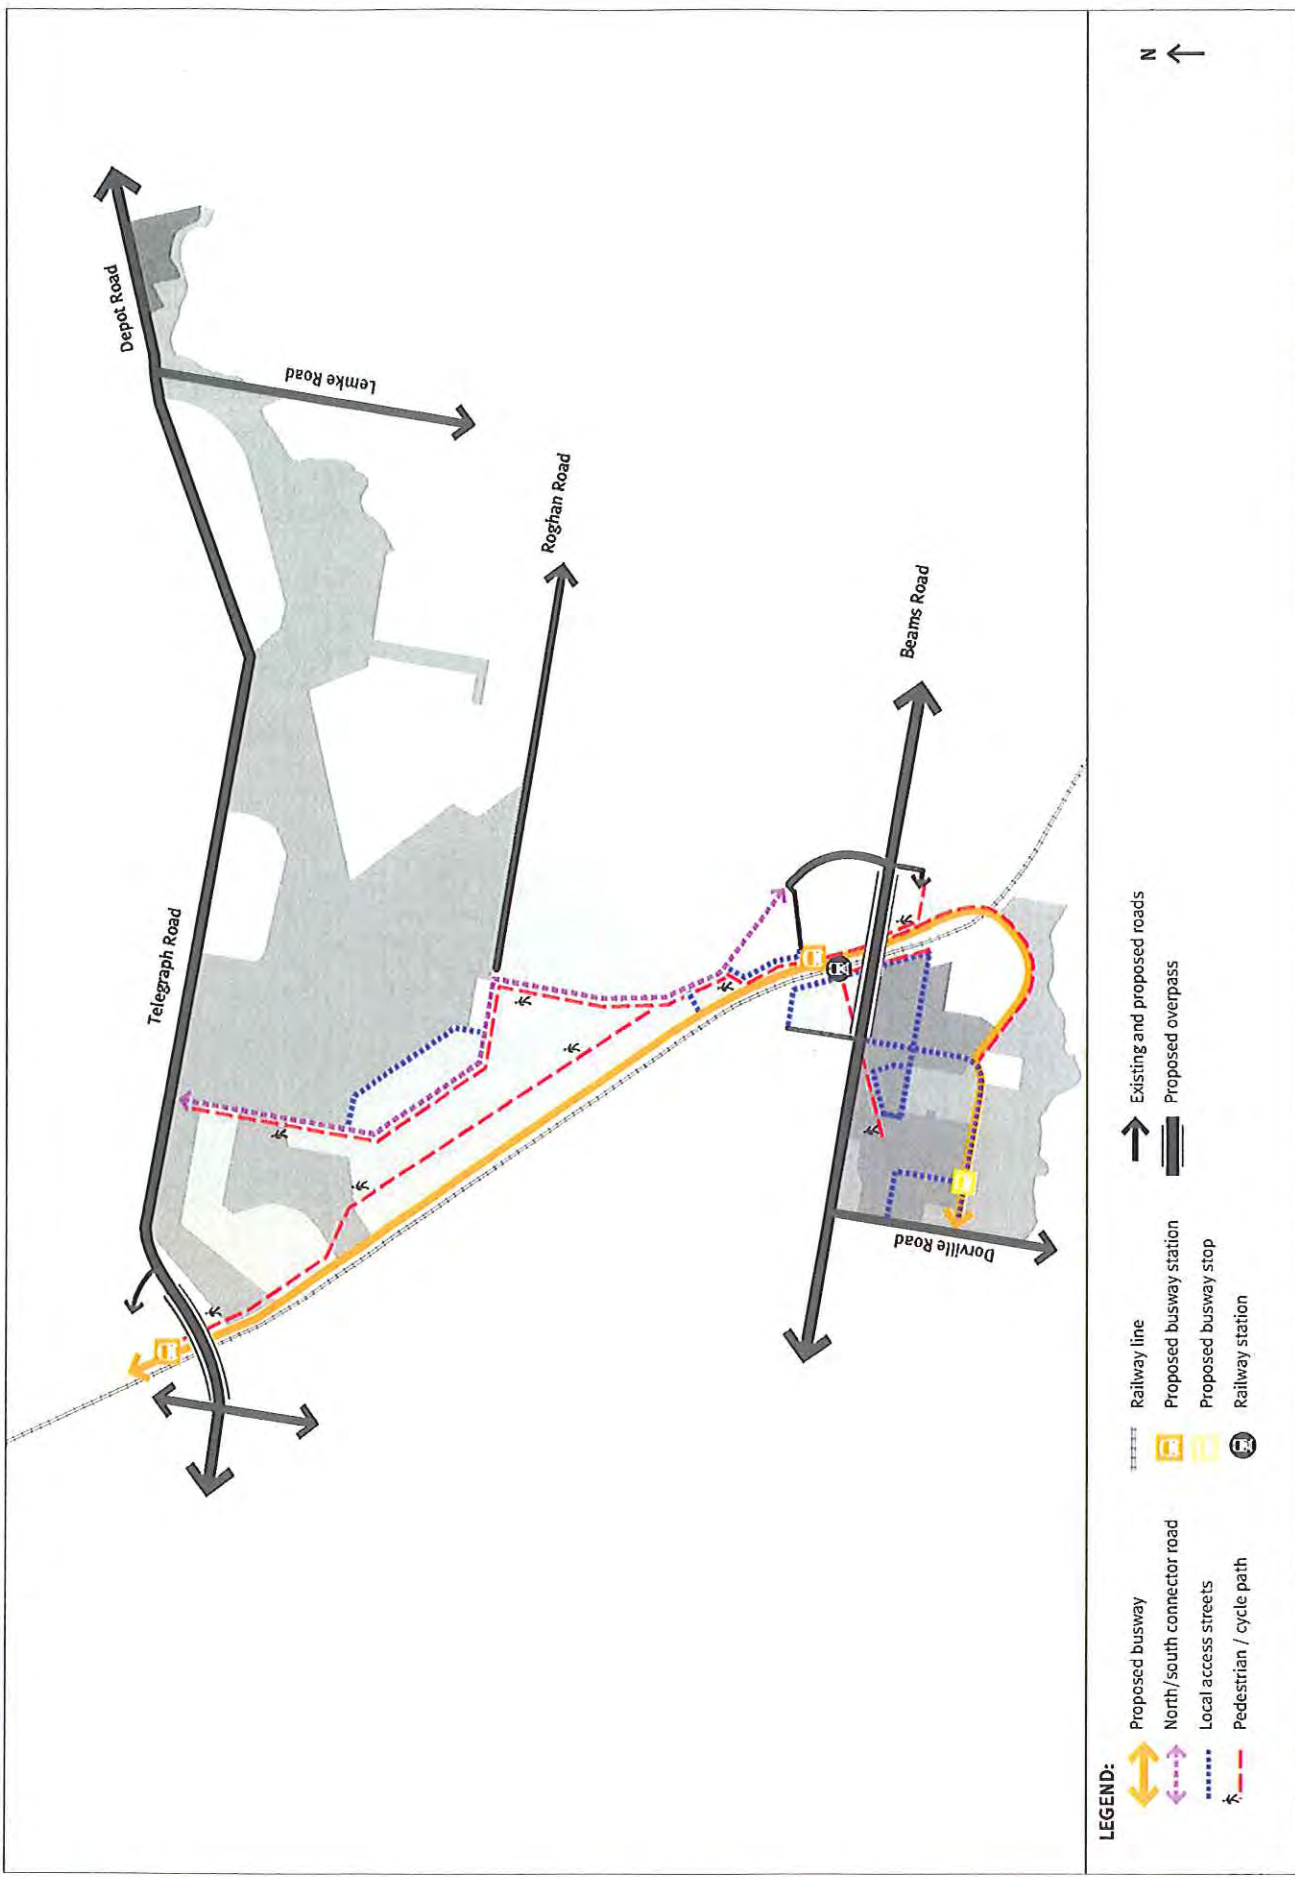 N
Depot Road
Lemke Road
Telegraph Road
Roghan Road
Beams Road
Dorville Road
LEGEND:
Proposed busway
North/south connector road
Local access streets
Pedestrian / cycle path
Railway line
Proposed busway station
Proposed busway stop
Railway station
Existing and proposed roads
Proposed overpass